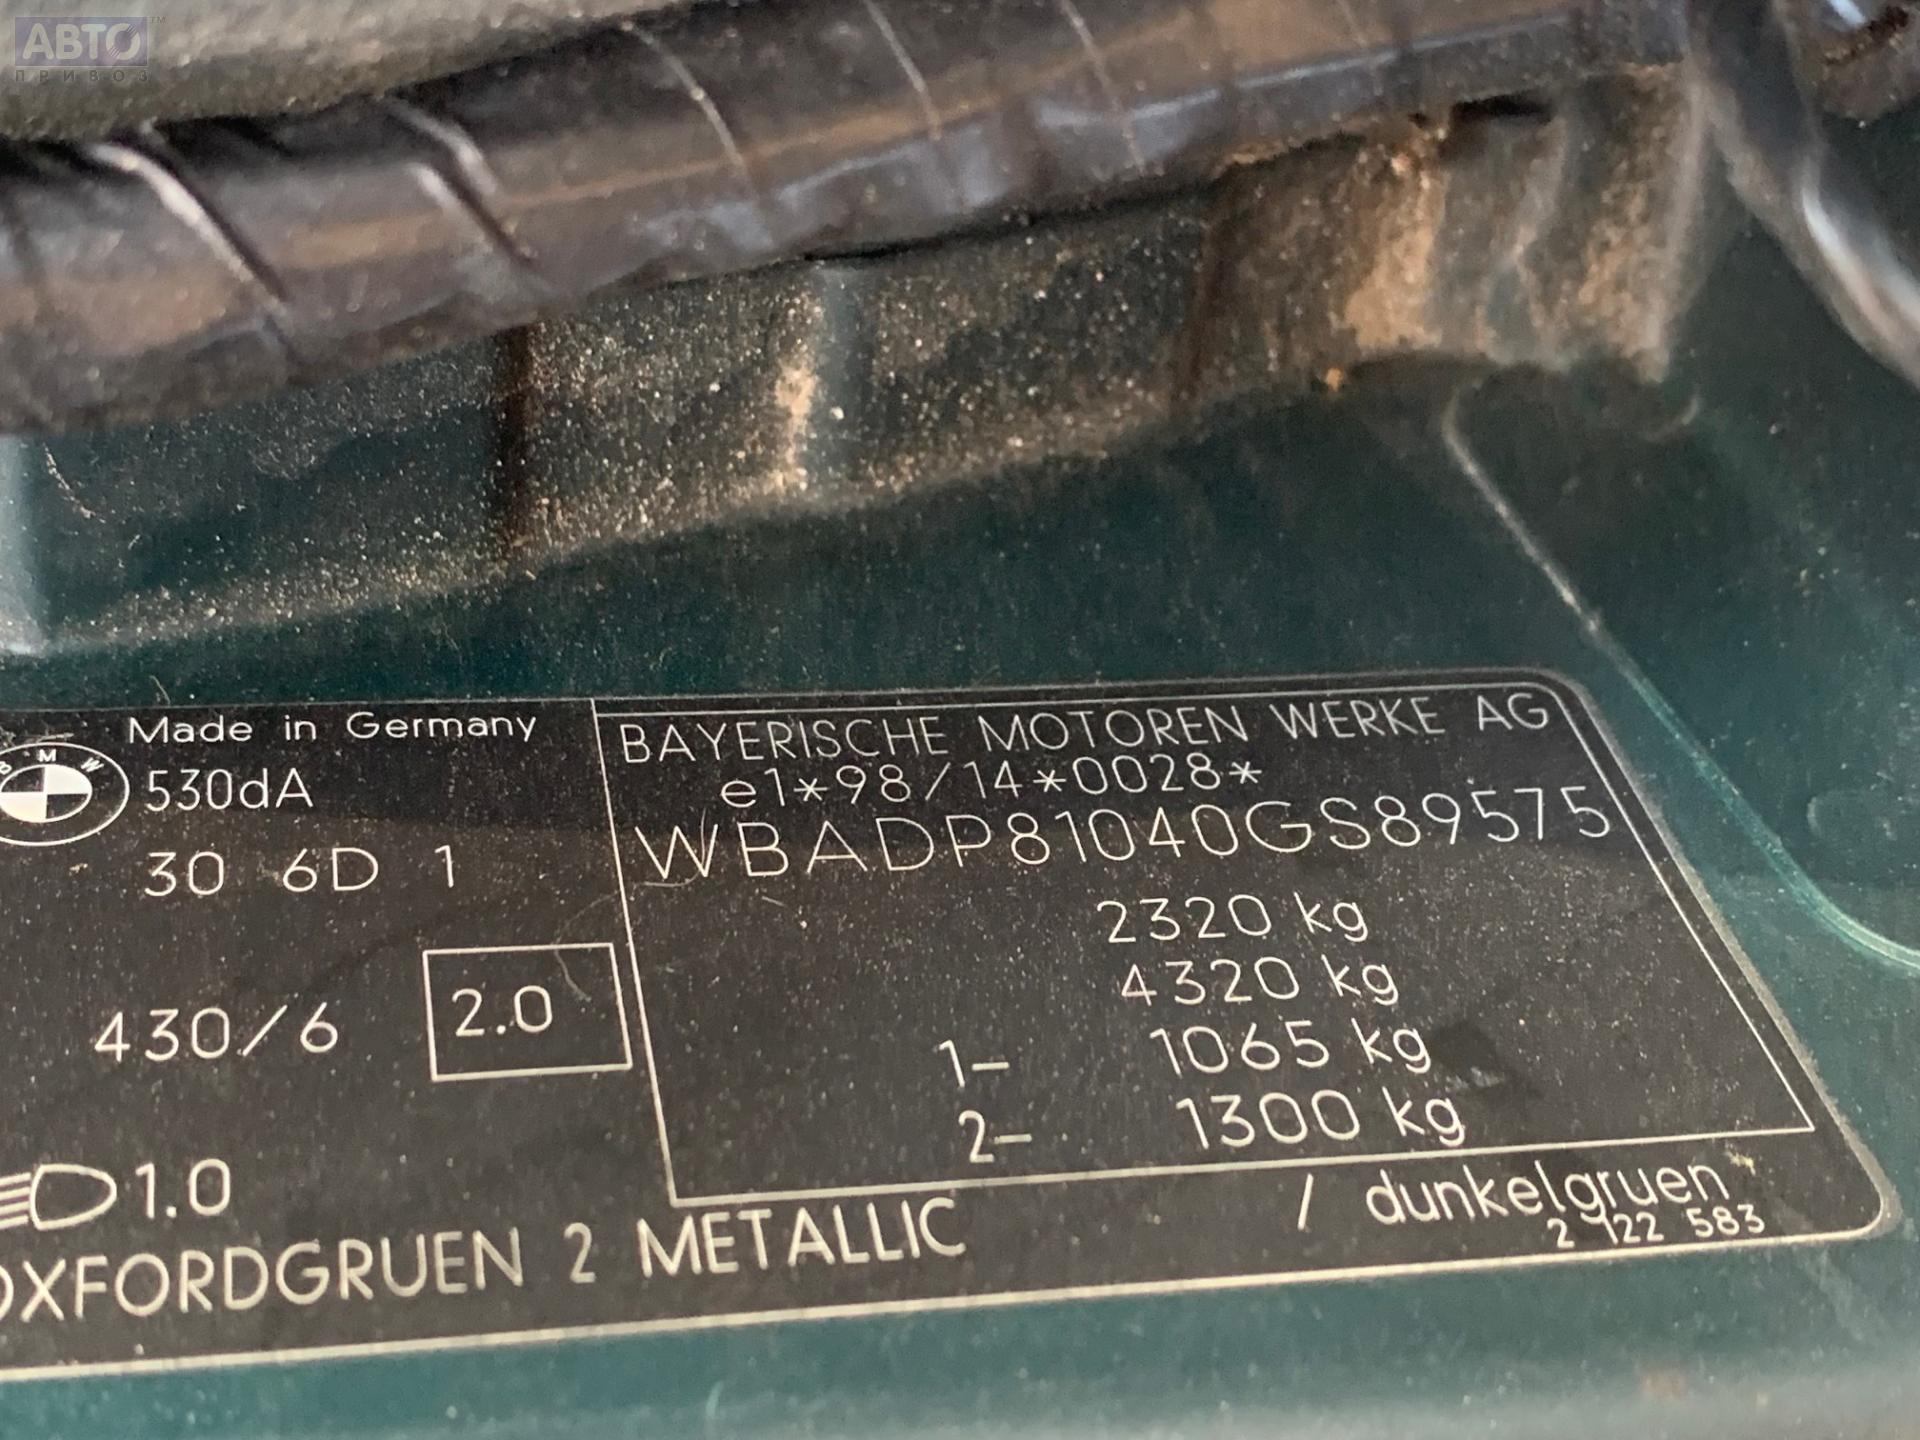 АВТО™
ПРИВОЗ
Made in Germany
BMW
530dA
30 6D 1
430/6
2.0
1.0
BAYERISCHE MOTOREN WERKE AG
e1*98/14*0028*
WBADP81040GS89575
2320 kg
4320 kg
1– 1065 kg
2– 1300 kg
OXFORDGRUEN 2 METALLIC / dunkelgruen
2 122 583